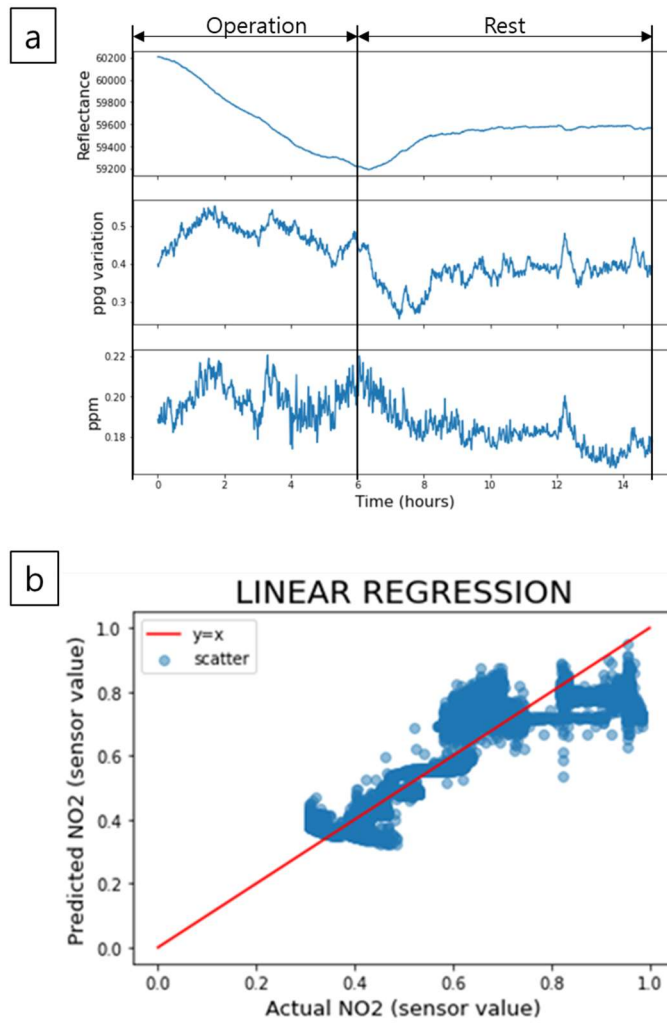 a
Operation Rest
60200
60000
59800
59600
59400
59200
Reflectance
0.5
0.4
0.3
ppg variation
0.22
0.20
0.18
ppm
0 2 4 6 8 10 12 14
Time (hours)
b
LINEAR REGRESSION
y=x
scatter
1.0
0.8
0.6
0.4
0.2
0.0
Predicted NO2 (sensor value)
0.0 0.2 0.4 0.6 0.8 1.0
Actual NO2 (sensor value)